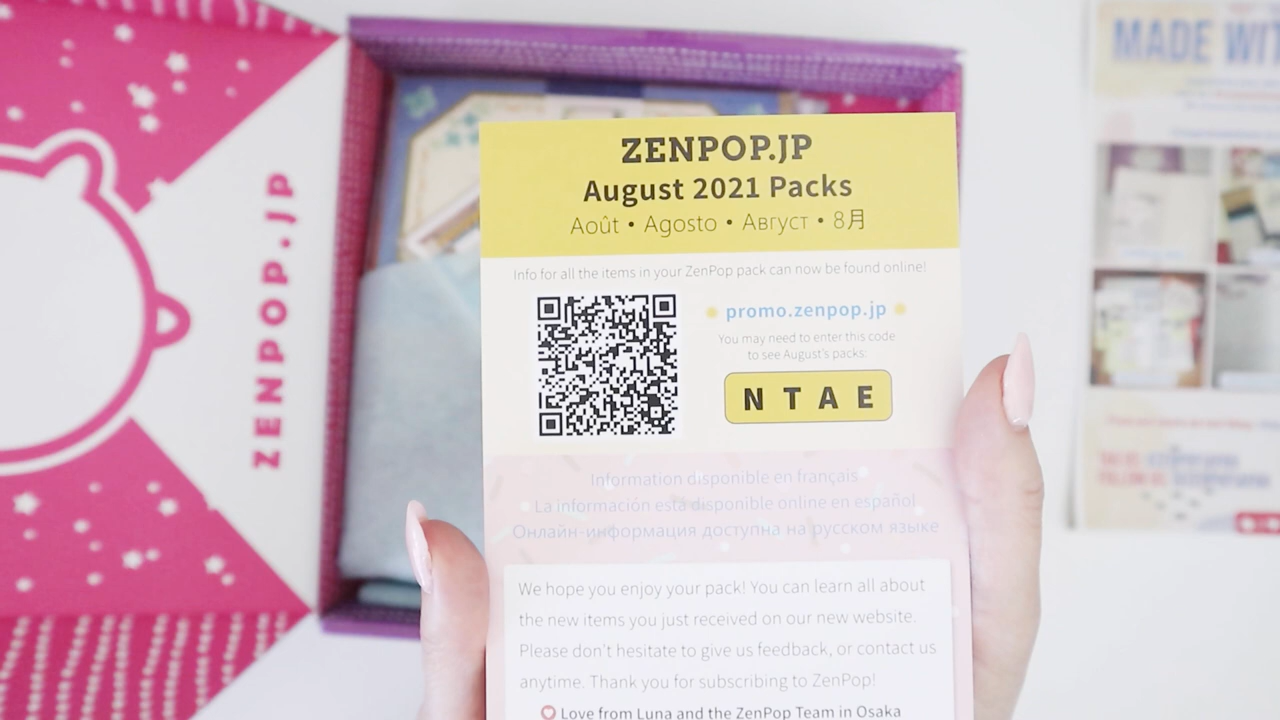 ZENPOP.JP
ZENPOP.JP
August 2021 Packs
Août • Agosto • Август • 8月
Info for all the items in your ZenPop pack can now be found online!
promo.zenpop.jp
You may need to enter this code
to see August's packs:
N T A E
Information disponible en français
La información está disponible online en español
Онлайн-информация доступна на русском языке
We hope you enjoy your pack! You can learn all about
the new items you just received on our new website.
Please don't hesitate to give us feedback, or contact us
anytime. Thank you for subscribing to ZenPop!
Love from Luna and the ZenPop Team in Osaka
MADE WIT